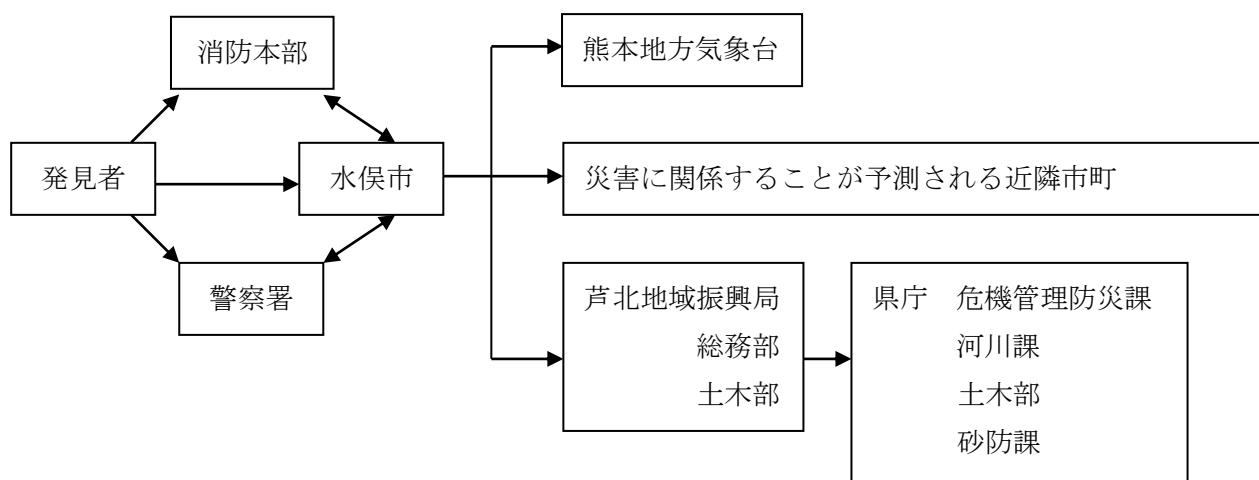 消防本部
発見者
水俣市
警察署
熊本地方気象台
災害に関係することが予測される近隣市町
芦北地域振興局
総務部
土木部
県庁　危機管理防災課
河川課
土木部
砂防課